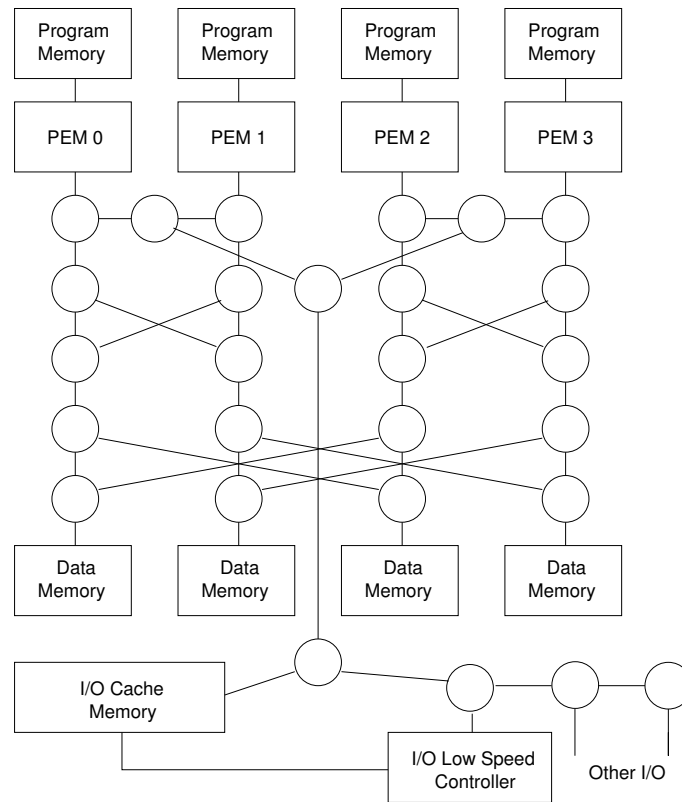 Program
Memory
Program
Memory
Program
Memory
Program
Memory
PEM 0
PEM 1
PEM 2
PEM 3
Data
Memory
Data
Memory
Data
Memory
Data
Memory
I/O Cache
Memory
I/O Low Speed
Controller
Other I/O